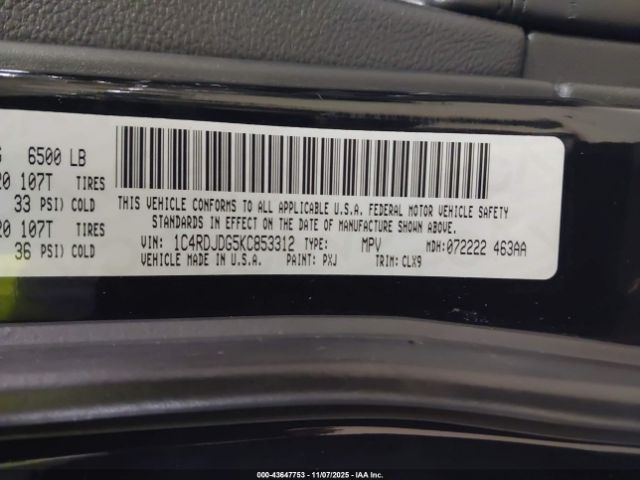 G 6500 LB
20 107T TIRES
33 PSI) COLD
20 107T TIRES
36 PSI) COLD
THIS VEHICLE CONFORMS TO ALL APPLICABLE U.S.A. FEDERAL MOTOR VEHICLE SAFETY
STANDARDS IN EFFECT ON THE DATE OF MANUFACTURE SHOWN ABOVE.
VIN: 1C4RDJDG5KC853312 TYPE: MPV MDH:072222 463AA
VEHICLE MADE IN U.S.A. PAINT: PXJ TRIM: CLX9
000-43647753 - 11/07/2025 - IAA Inc.